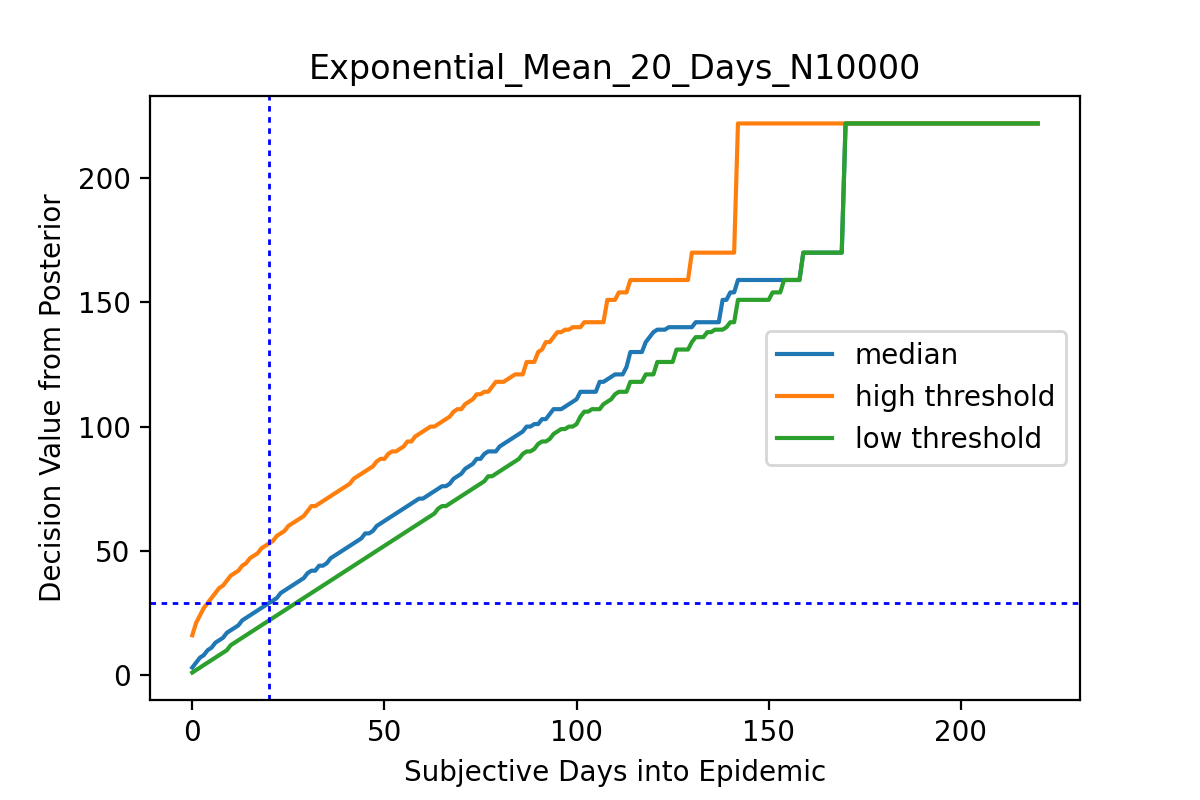 Exponential_Mean_20_Days_N10000
Decision Value from Posterior
200
150
100
50
0
median
high threshold
low threshold
0 50 100 150 200
Subjective Days into Epidemic